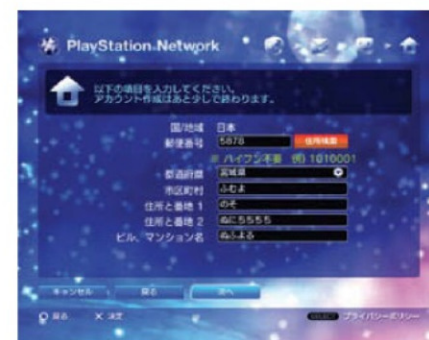 PlayStation Network
以下の項目を入力してください。
アカウント作成はあと少しで終わります。
国/地域 日本
郵便番号 5878 住所検索
※ ハイフン不要 例) 1010001
都道府県 宮城県
市区町村 ふむよ
住所と番地 1 のそ
住所と番地 2 ぬに5555
ビル、マンション名 ぬふよる
キャンセル 戻る 次へ
戻る × 決定 SELECT プライバシーポリシー